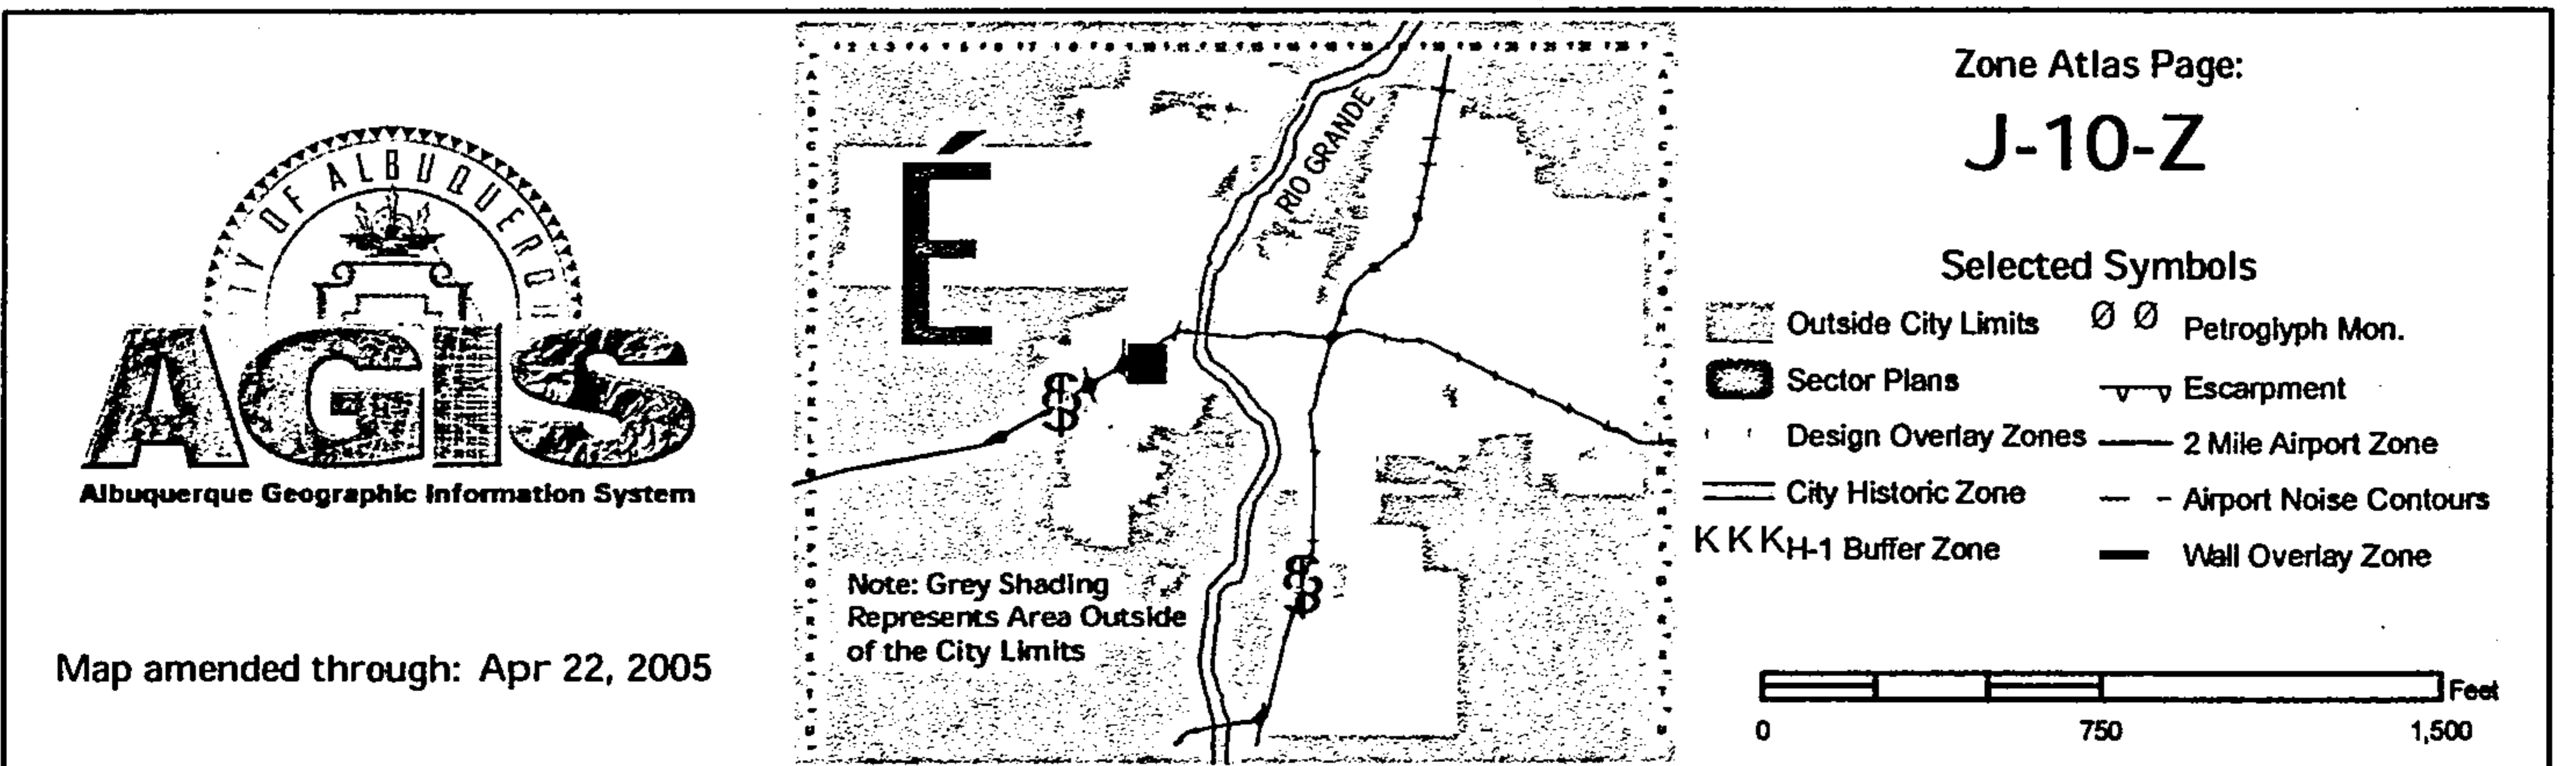 CITY OF ALBUQUERQUE
AGIS
Albuquerque Geographic Information System
Map amended through: Apr 22, 2005
É
RIO GRANDE
$
$
Note: Grey Shading
Represents Area Outside
of the City Limits
Zone Atlas Page:
J-10-Z
Selected Symbols
Outside City Limits
Ø Ø Petroglyph Mon.
Sector Plans
Escarpment
Design Overlay Zones
2 Mile Airport Zone
City Historic Zone
Airport Noise Contours
K K K H-1 Buffer Zone
Wall Overlay Zone
Feet
0 750 1,500